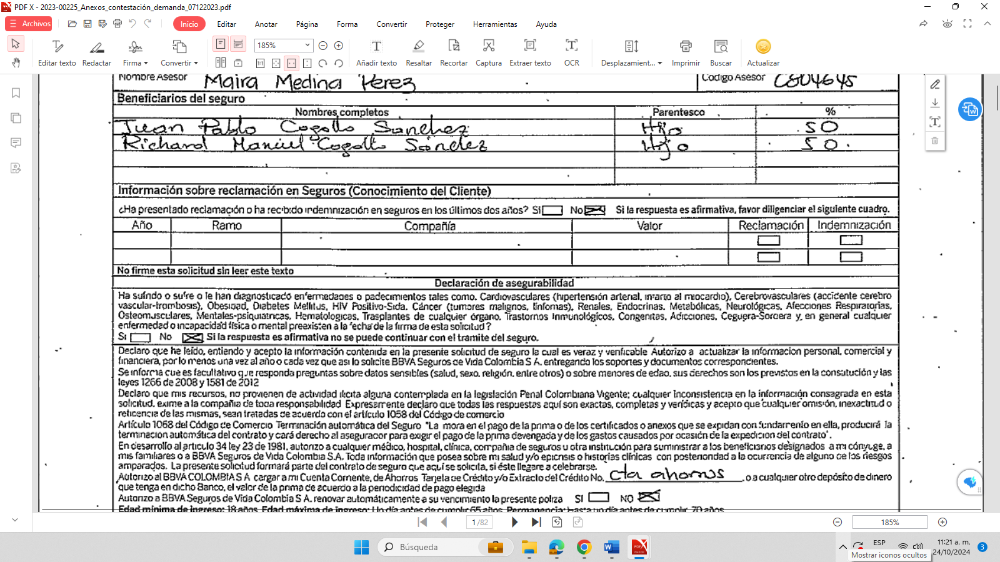 PDF X - 2023-00225_Anexos_contestación_demanda_07122023.pdf
Archivos
Inicio Editar Anotar Página Forma Convertir Proteger Herramientas Ayuda
185%
Editar texto Redactar Firma Convertir Añadir texto Resaltar Recortar Captura Extraer texto OCR Desplazamient... Imprimir Buscar Actualizar
Nombre Asesor Maira Medina Perez Codigo Asesor C804645
Beneficiarios del seguro
Nombres completos Parentesco %
Juan Pablo Cogollo Sanchez Hijo 50
Richard Manuel Cogollo Sánchez Hijo 50
Información sobre reclamación en Seguros (Conocimiento del Cliente)
¿Ha presentado reclamación o ha recibido indemnización en seguros en los últimos dos años? Si No Si la respuesta es afirmativa, favor diligenciar el siguiente cuadro.
Año Ramo Compañía Valor Reclamación Indemnización
No firme esta solicitud sin leer este texto
Declaración de asegurabilidad
Ha sufrido o sufre o le han diagnosticado enfermedades o padecimientos tales como. Cardiovasculares (hipertensión arterial, infarto al miocardio), Cerebrovasculares (accidente cerebro
vascular-trombosis), Obesidad, Diabetes Mellitus, HIV Positivo-Sida, Cáncer (tumores malignos, linfomas), Renales, Endocrinas, Metabólicas, Neurológicas, Afecciones Respiratorias,
Osteomusculares, Mentales-psiquiatricas, Hematologicas, Trasplantes de cualquier órgano, Trastornos Inmunológicos, Congenitas, Adicciones, Ceguera-Sordera y, en general cualquier
enfermedad o incapacidad física o mental preexisten a la fecha de la firma de esta solicitud?
Si No Si la respuesta es afirmativa no se puede continuar con el tramite del seguro.
Declaro que he leído, entiendo y acepto la información contenida en la presente solicitud de seguro la cual es veraz y verificable Autorizo a actualizar la informacion personal, comercial y
financiera, por lo menos una vez al año o cada vez que asi lo solicite BBVA Seguros de Vida Colombia S A. entregando los soportes y documentos correspondientes.
Se informa que es facultativo que responda preguntas sobre datos sensibles (salud, sexo, religión, entre otros) o sobre menores de edad, sus derechos son los previstos en la constitución y las
leyes 1266 de 2008 y 1581 de 2012
Declaro que mis recursos, no provienen de actividad ilícita alguna contemplada en la legislación Penal Colombiana Vigente; cualquier inconsistencia en la información consagrada en esta
solicitud, exime a la compañia de toda responsabilidad Expresamente declaro que todas las respuestas aquí son exactas, completas y verídicas y acepto que cualquier omisión, inexactitud o
reticencia de las mismas, sean tratadas de acuerdo con el artículo 1058 del Código de comercio
Artículo 1068 del Código de Comercio Terminación automática del Seguro "La mora en el pago de la prima o de los certificados o anexos que se expidan con fundamento en ella, producirá la
terminacion automática del contrato y dará derecho al asegurador para exigir el pago de la prima devengada y de los gastos causados por ocasión de la expedicion del contrato".
En desarrollo al articulo 34 ley 23 de 1981, autorizo a cualquier médico, hospital, clínica, compañia de seguros u otra institución para suministrar a los beneficiarios designados a mi cónyuge, a
mis familiares o a BBVA Seguros de Vida Colombia S.A. Toda información que posea sobre mi salud y/o epicrisis o historias clínicas con posterioridad a la ocurrencia de alguno de los riesgos
amparados. La presente solicitud formará parte del contrato de seguro que aquí se solicita, si éste llegare a celebrarse.
Autorizo al BBVA COLOMBIA S A cargar a mi Cuenta Corriente, de Ahorros Tarjeta de Crédito y/o Extracto del Crédito No. cta ahorros, o a cualquier otro depósito de dinero
que tenga en dicho Banco, el valor de la prima de acuerdo a la periodicidad de pago elegida
Autorizo a BBVA Seguros de Vida Colombia S A. renovar automáticamente a su vencimiento la presente poliza SI NO
Edad mínima de ingreso: 18 años. Edad máxima de ingreso: Un día antes de cumplir 65 años. Permanencia: hasta un día antes de cumplir 70 años
1 /82
185%
Búsqueda
ESP
11:21 a. m.
24/10/2024
3
Mostrar iconos ocultos